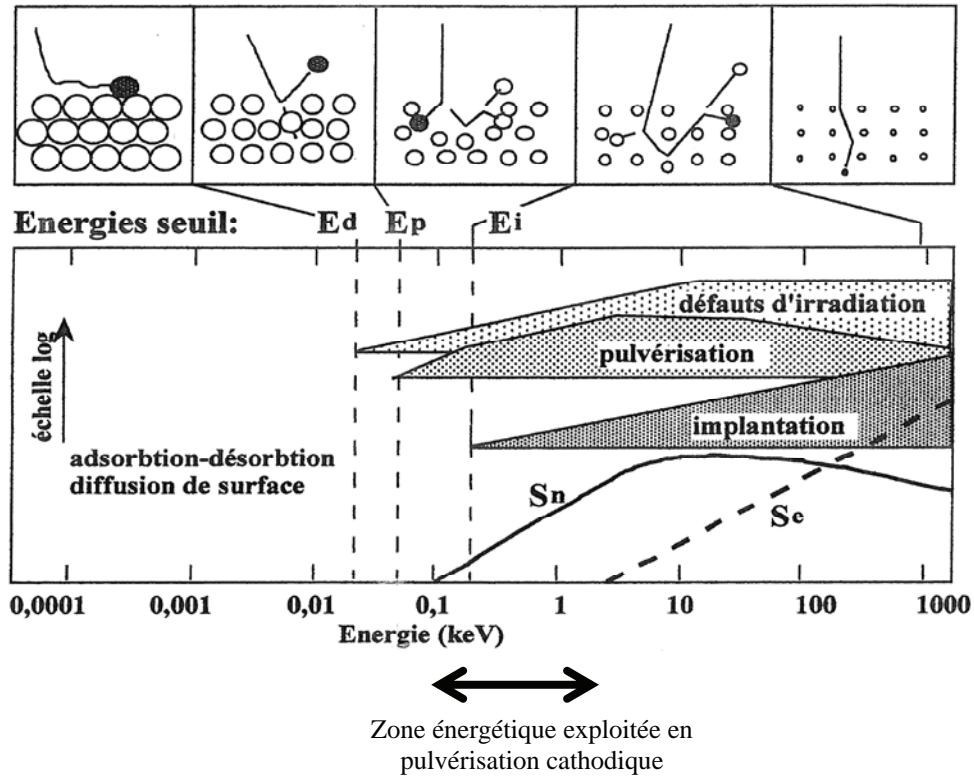 Energies seuil: Ed Ep Ei
défauts d'irradiation
pulvérisation
échelle log
implantation
adsorbtion-désorbtion
diffusion de surface
Sn
Se
0,0001 0,001 0,01 0,1 1 10 100 1000
Energie (keV)
Zone énergétique exploitée en
pulvérisation cathodique